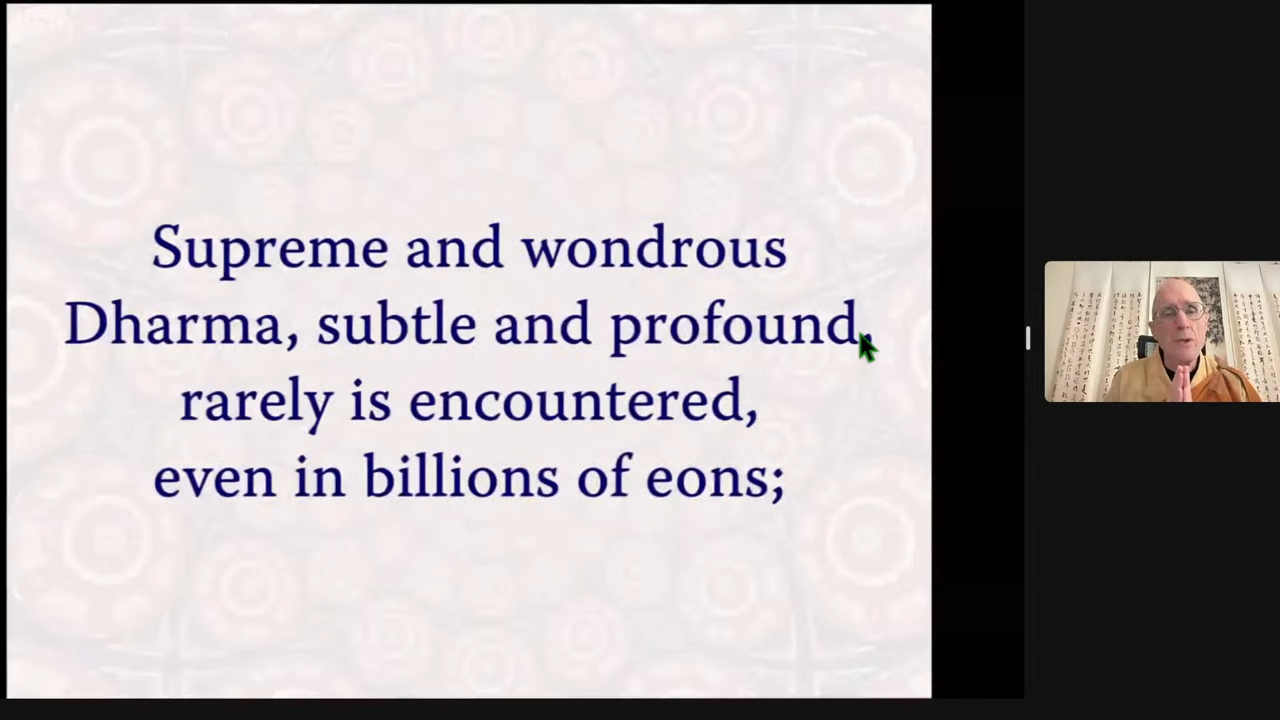 Supreme and wondrous
Dharma, subtle and profound,
rarely is encountered,
even in billions of eons;